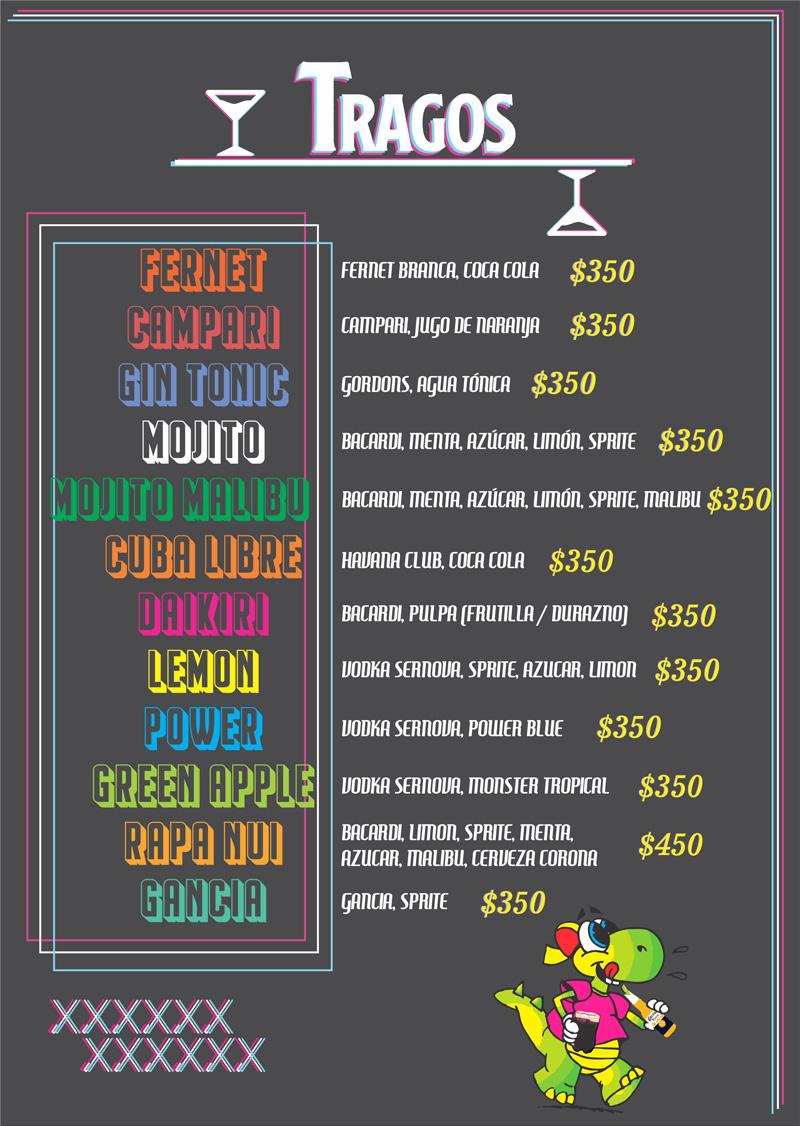 TRAGOS
FERNET FERNET BRANCA, COCA COLA $350
CAMPARI CAMPARI, JUGO DE NARANJA $350
GIN TONIC GORDONS, AGUA TÓNICA $350
MOJITO BACARDI, MENTA, AZÚCAR, LIMÓN, SPRITE $350
MOJITO MALIBU BACARDI, MENTA, AZÚCAR, LIMÓN, SPRITE, MALIBU $350
CUBA LIBRE HAVANA CLUB, COCA COLA $350
DAIKIRI BACARDI, PULPA (FRUTILLA / DURAZNO) $350
LEMON VODKA SERNOVA, SPRITE, AZUCAR, LIMON $350
POWER VODKA SERNOVA, POWER BLUE $350
GREEN APPLE VODKA SERNOVA, MONSTER TROPICAL $350
RAPA NUI BACARDI, LIMON, SPRITE, MENTA,
AZUCAR, MALIBU, CERVEZA CORONA $450
GANCIA GANCIA, SPRITE $350
XXXXXX
XXXXXX